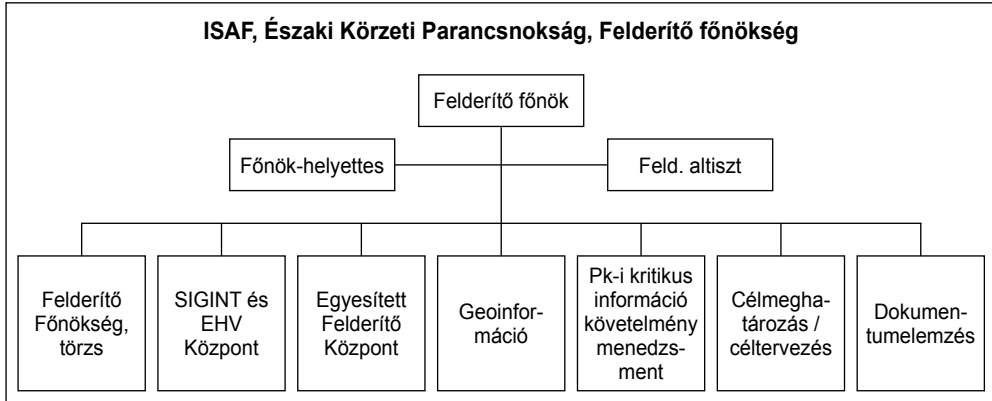 ISAF, Északi Körzeti Parancsnokság, Felderítő főnökség
Felderítő főnök
Főnök-helyettes
Feld. altiszt
Felderítő
Főnökség,
törzs
SIGINT és
EHV
Központ
Egyesített
Felderítő
Központ
Geoinfor-
máció
Pk-i kritikus
információ
követelmény
menedzs-
ment
Célmegha-
tározás /
céltervezés
Dokumen-
tumelemzés